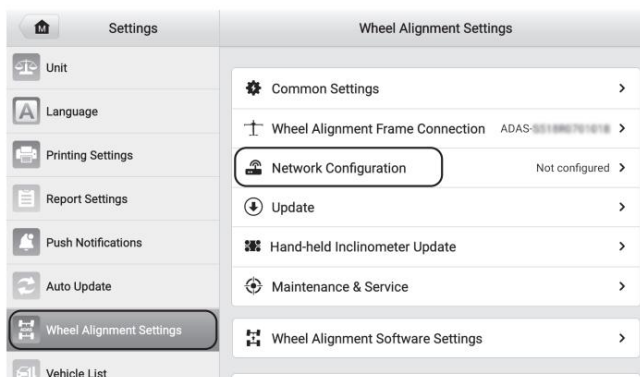 M
Settings
Wheel Alignment Settings
Unit
A Language
Printing Settings
Report Settings
Push Notifications
Auto Update
Wheel Alignment Settings
Vehicle List
Common Settings
Wheel Alignment Frame Connection ADAS-
Network Configuration Not configured
Update
Hand-held Inclinometer Update
Maintenance & Service
Wheel Alignment Software Settings